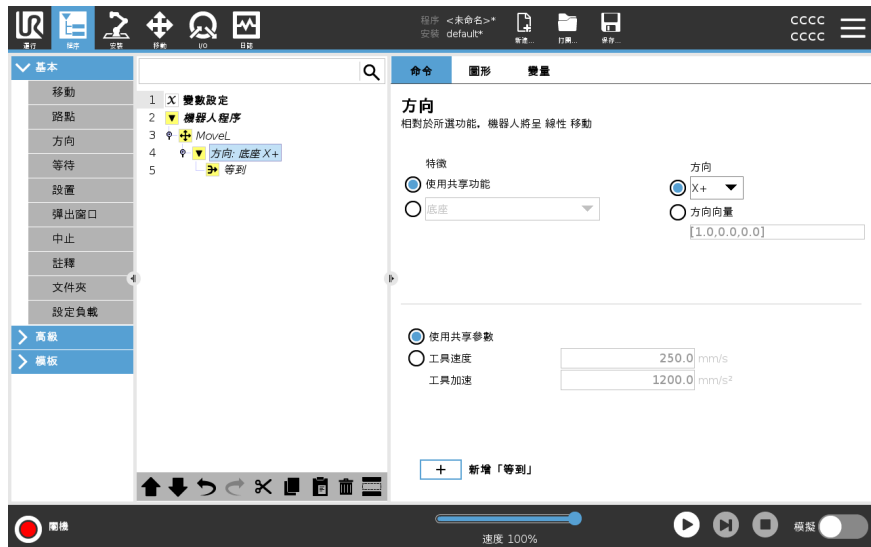 程序 <未命名>*
安裝 default*
運行 程序 安裝 移動 I/O 日誌
新建... 打開... 保存...
CCCC
CCCC
基本
移動
路點
方向
等待
設置
彈出窗口
中止
註釋
文件夾
設定負載
高級
模板
1 X 變數設定
2 機器人程序
3 MoveL
4 方向: 底座 X+
5 等到
命令 圖形 變量
方向
相對於所選功能，機器人將呈 線性 移動
特徵
使用共享功能
底座
方向
X+
方向向量
[1.0,0.0,0.0]
使用共享參數
工具速度 250.0 mm/s
工具加速 1200.0 mm/s²
+ 新增「等到」
關機
速度 100%
模擬